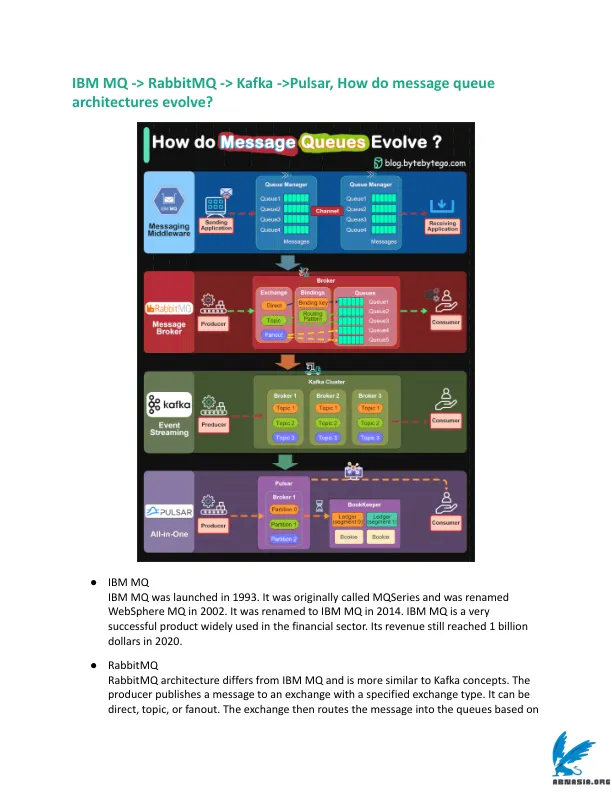 IBM MQ -> RabbitMQ -> Kafka ->Pulsar, How do message queue
architectures evolve?
How do Message Queues Evolve ?
blog.bytebytego.com
IBM MQ
Messaging
Middleware
Sending
Application
Queue Manager
Queue1
Queue2
Queue3
Queue4
Messages
Channel
Queue Manager
Queue1
Queue2
Queue3
Queue4
Messages
Receiving
Application
RabbitMQ
Message
Broker
Producer
Broker
Exchange
Direct
Topic
Fanout
Bindings
Binding Key
Routing
Pattern
Queues
Queue1
Queue2
Queue3
Queue4
Queue5
Consumer
kafka
Event
Streaming
Producer
Kafka Cluster
Broker 1
Topic 1
Topic 2
Topic 3
Broker 2
Topic 1
Topic 2
Topic 3
Broker 3
Topic 1
Topic 2
Topic 3
Consumer
PULSAR
All-in-One
Producer
Pulsar
Broker 1
Partition 0
Partition 1
Partition 2
BookKeeper
Ledger
(segment 0)
Ledger
(segment 1)
Bookie
Bookie
Consumer
● IBM MQ
IBM MQ was launched in 1993. It was originally called MQSeries and was renamed
WebSphere MQ in 2002. It was renamed to IBM MQ in 2014. IBM MQ is a very
successful product widely used in the financial sector. Its revenue still reached 1 billion
dollars in 2020.
● RabbitMQ
RabbitMQ architecture differs from IBM MQ and is more similar to Kafka concepts. The
producer publishes a message to an exchange with a specified exchange type. It can be
direct, topic, or fanout. The exchange then routes the message into the queues based on
ABNASIA.ORG